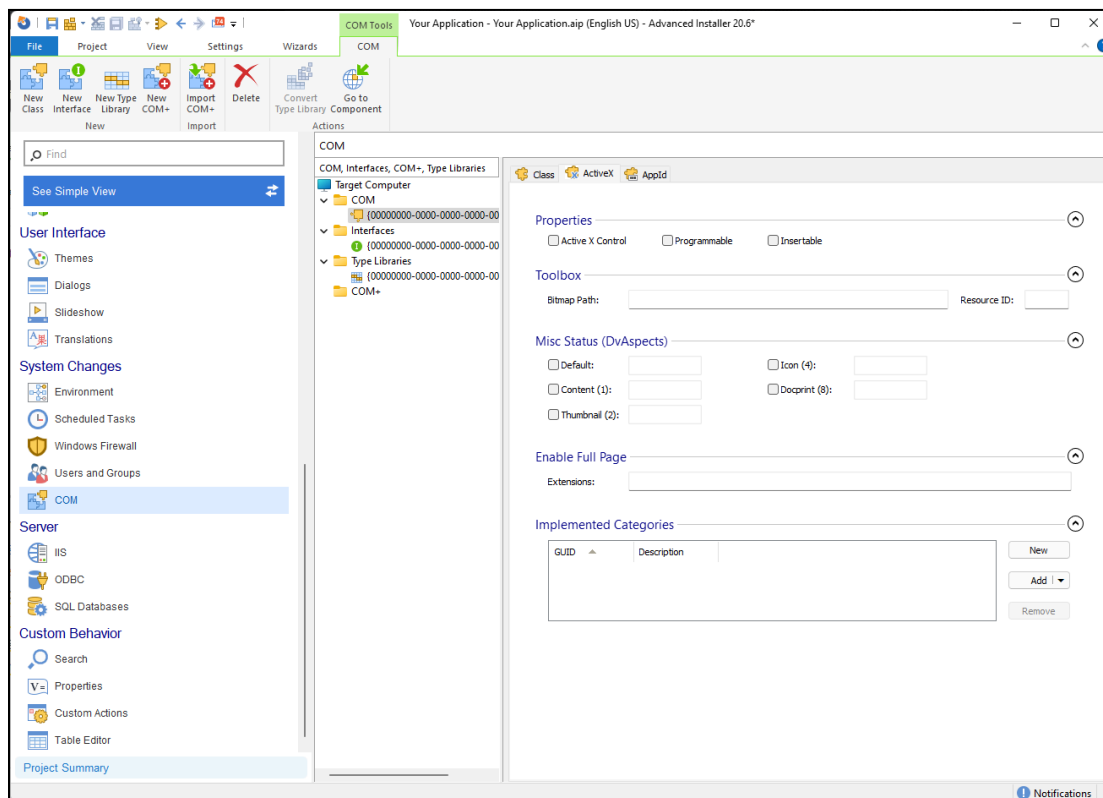 COM Tools
Your Application - Your Application.aip (English US) - Advanced Installer 20.6*
File Project View Settings Wizards COM
New Class
New Interface
New Type Library
New COM+
Import COM+
Delete
Convert Type Library
Go to Component
New
Import
Actions
Find
See Simple View
User Interface
Themes
Dialogs
Slideshow
Translations
System Changes
Environment
Scheduled Tasks
Windows Firewall
Users and Groups
COM
Server
IIS
ODBC
SQL Databases
Custom Behavior
Search
Properties
Custom Actions
Table Editor
Project Summary
COM
COM, Interfaces, COM+, Type Libraries
Target Computer
COM
{00000000-0000-0000-0000-00
Interfaces
{00000000-0000-0000-0000-00
Type Libraries
{00000000-0000-0000-0000-00
COM+
Class ActiveX AppId
Properties
Active X Control Programmable Insertable
Toolbox
Bitmap Path: Resource ID:
Misc Status (DvAspects)
Default: Icon (4):
Content (1): Docprint (8):
Thumbnail (2):
Enable Full Page
Extensions:
Implemented Categories
GUID Description
New
Add
Remove
Notifications